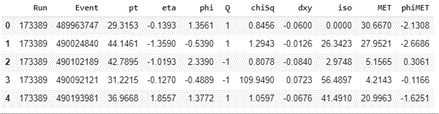 Run Event pt eta phi Q chiSq dxy iso MET phiMET
0 173389 489963747 29.3153 -0.1393 1.3561 1 0.8456 -0.0600 0.0000 30.6670 -2.1308
1 173389 490024840 44.1461 -1.3590 -0.5390 1 1.2943 -0.0126 26.3423 27.9521 -2.6686
2 173389 490102189 42.7895 -1.0193 2.3390 -1 0.8078 -0.0840 2.9748 5.1565 0.3061
3 173389 490092121 31.2215 -0.1270 -0.4889 -1 109.9490 0.0723 56.4897 4.2143 -0.1166
4 173389 490193981 36.9668 1.8557 1.3772 1 1.0597 -0.0676 41.4910 20.9963 -1.6251